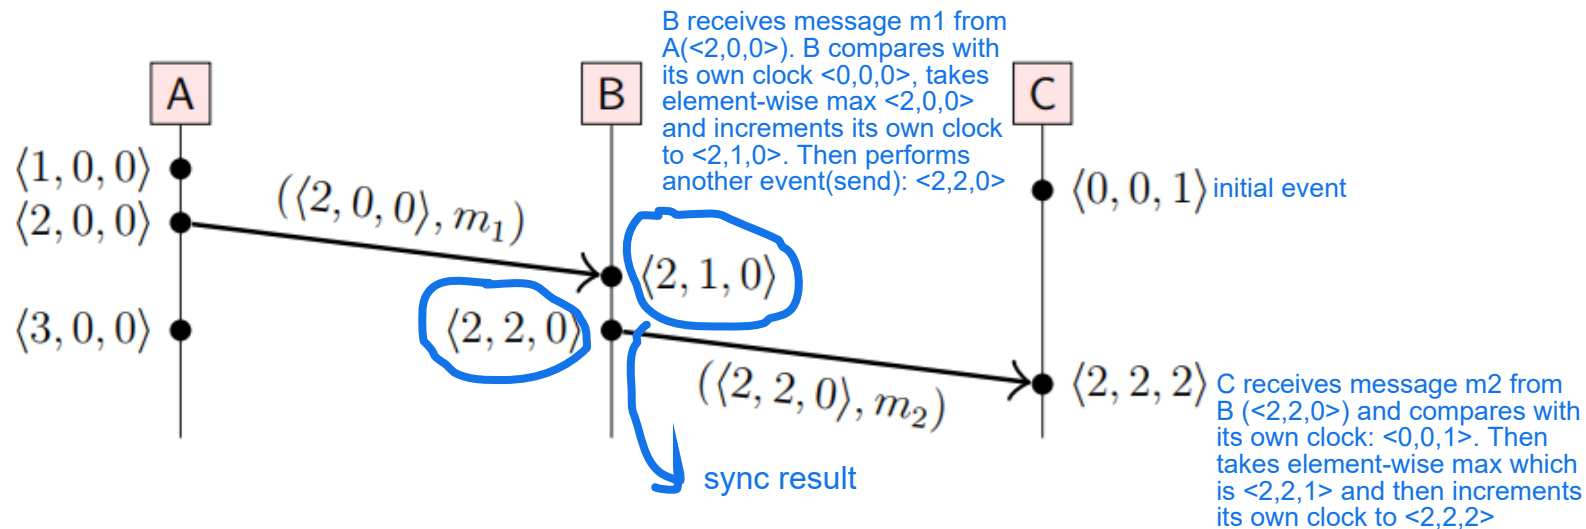 B receives message m1 from
A(<2,0,0>). B compares with
its own clock <0,0,0>, takes
element-wise max <2,0,0>
and increments its own clock
to <2,1,0>. Then performs
another event(send): <2,2,0>
A
B
C
⟨1, 0, 0⟩
⟨0, 0, 1⟩ initial event
⟨2, 0, 0⟩
(⟨2, 0, 0⟩, m₁)
⟨2, 1, 0⟩
⟨3, 0, 0⟩
⟨2, 2, 0⟩
(⟨2, 2, 0⟩, m₂)
⟨2, 2, 2⟩
C receives message m2 from
B (<2,2,0>) and compares with
its own clock: <0,0,1>. Then
takes element-wise max which
is <2,2,1> and then increments
its own clock to <2,2,2>
sync result